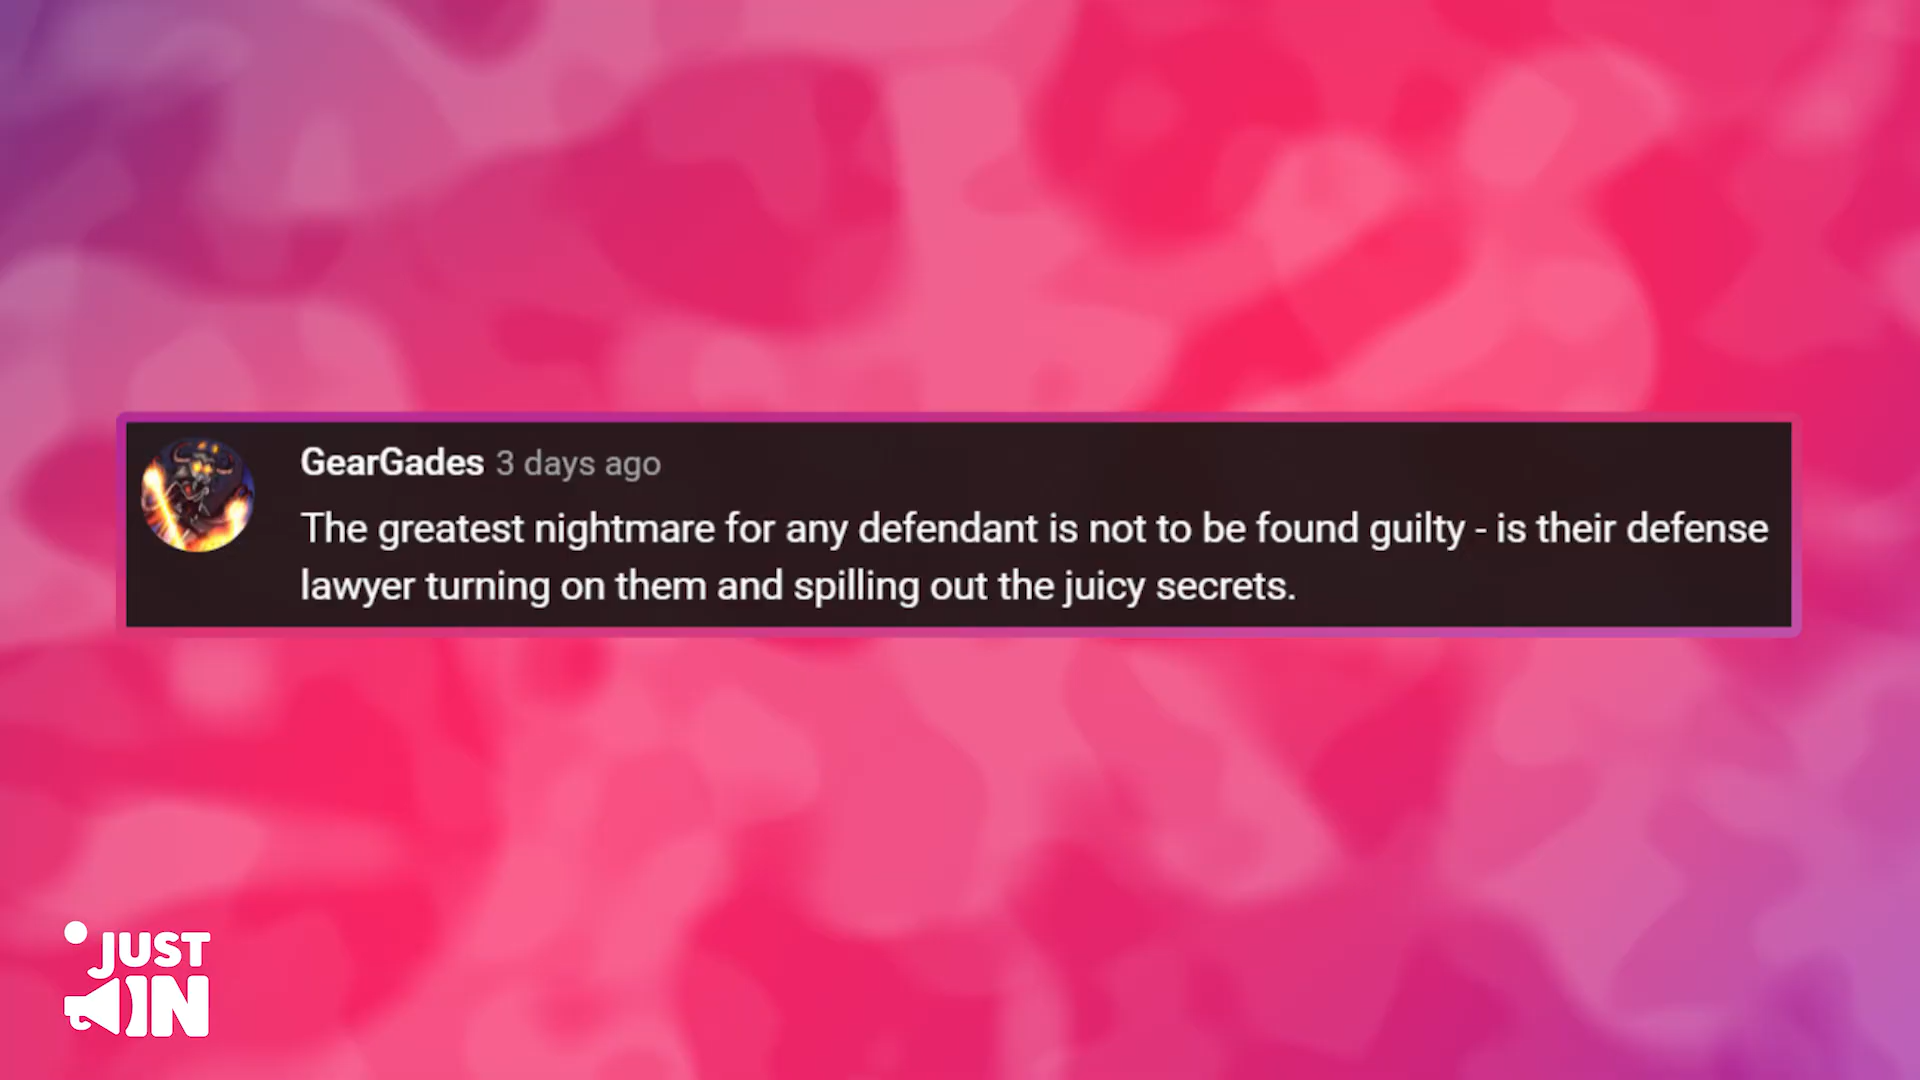 GearGades 3 days ago
The greatest nightmare for any defendant is not to be found guilty - is their defense
lawyer turning on them and spilling out the juicy secrets.
JUST
IN